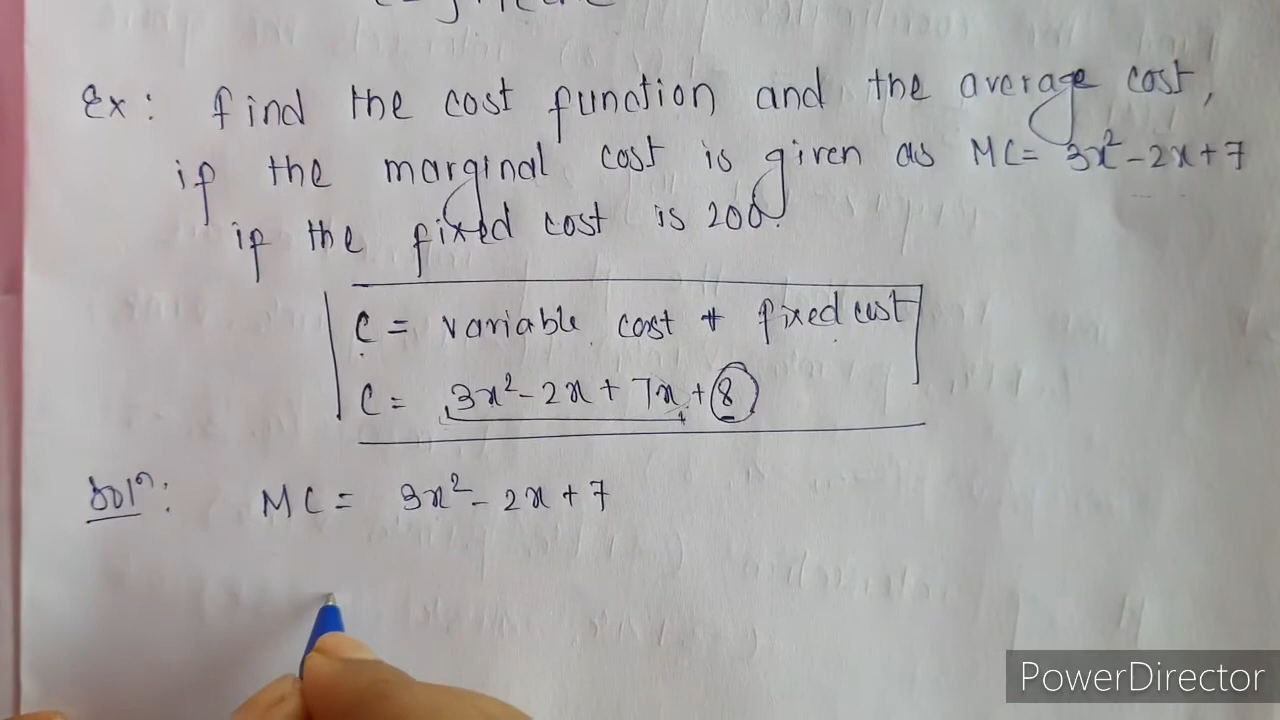 Ex: find the cost function and the average cost,
if the marginal cost is given as MC= 3x²-2x+7
if the fixed cost is 200.
C = variable cost + fixed cost
C = 3x²-2x+7x+8
Solⁿ: MC= 3x²-2x+7
PowerDirector